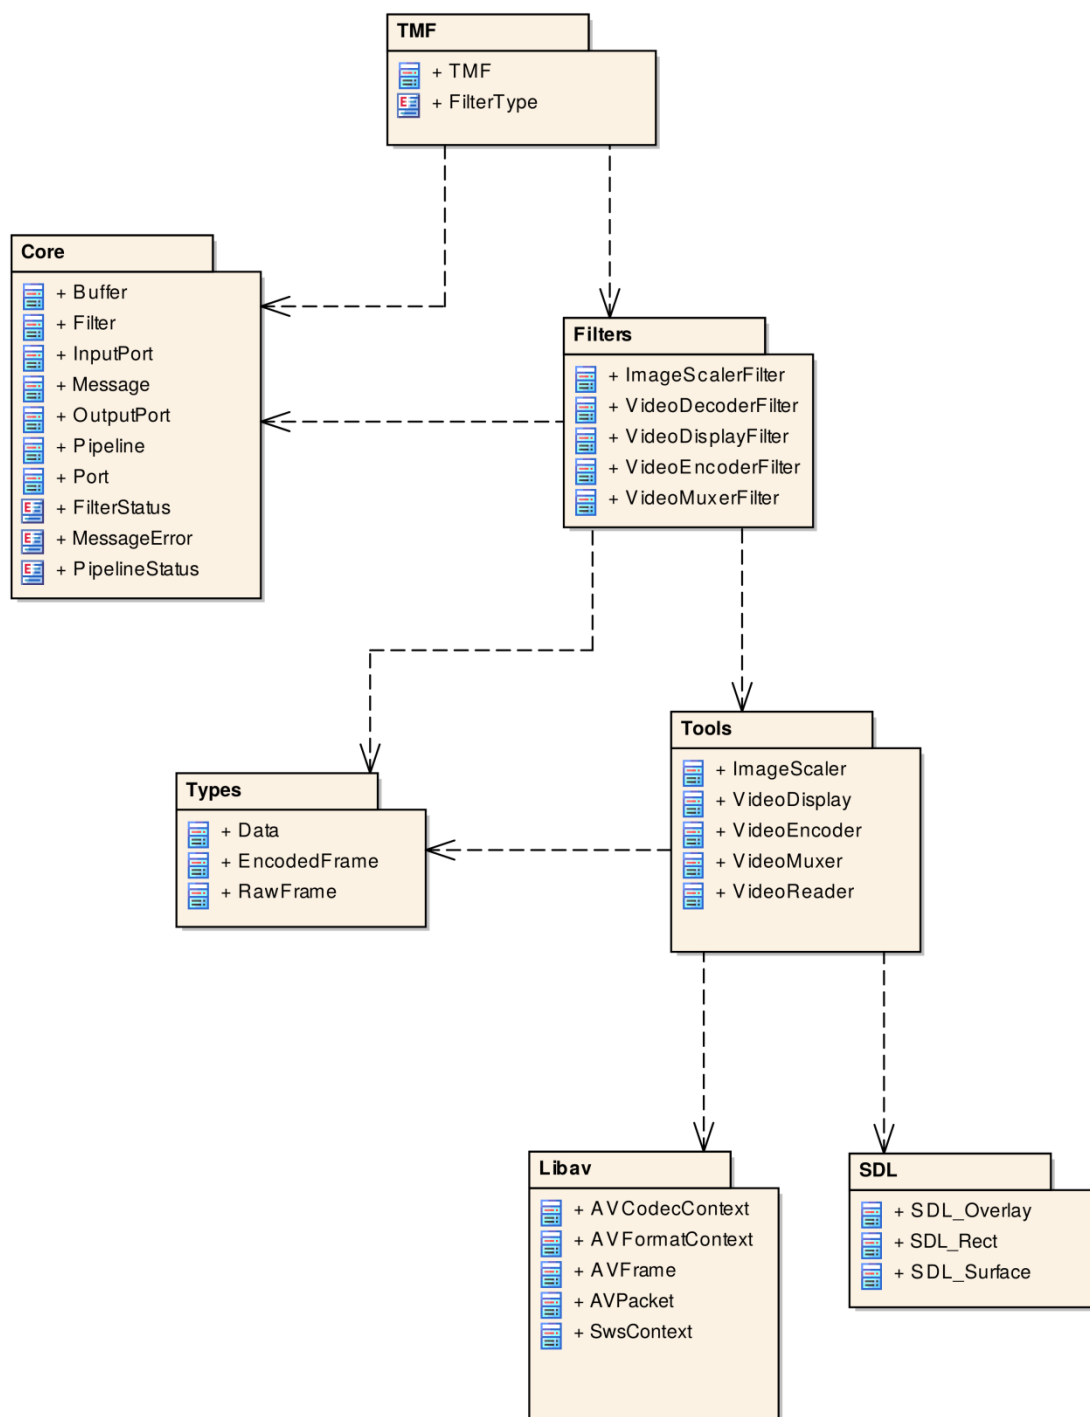 TMF
+ TMF
+ FilterType
Core
+ Buffer
+ Filter
+ InputPort
+ Message
+ OutputPort
+ Pipeline
+ Port
E + FilterStatus
E + MessageError
E + PipelineStatus
Filters
+ ImageScalerFilter
+ VideoDecoderFilter
+ VideoDisplayFilter
+ VideoEncoderFilter
+ VideoMuxerFilter
Tools
+ ImageScaler
+ VideoDisplay
+ VideoEncoder
+ VideoMuxer
+ VideoReader
Types
+ Data
+ EncodedFrame
+ RawFrame
Libav
+ AVCodecContext
+ AVFormatContext
+ AVFrame
+ AVPacket
+ SwsContext
SDL
+ SDL_Overlay
+ SDL_Rect
+ SDL_Surface